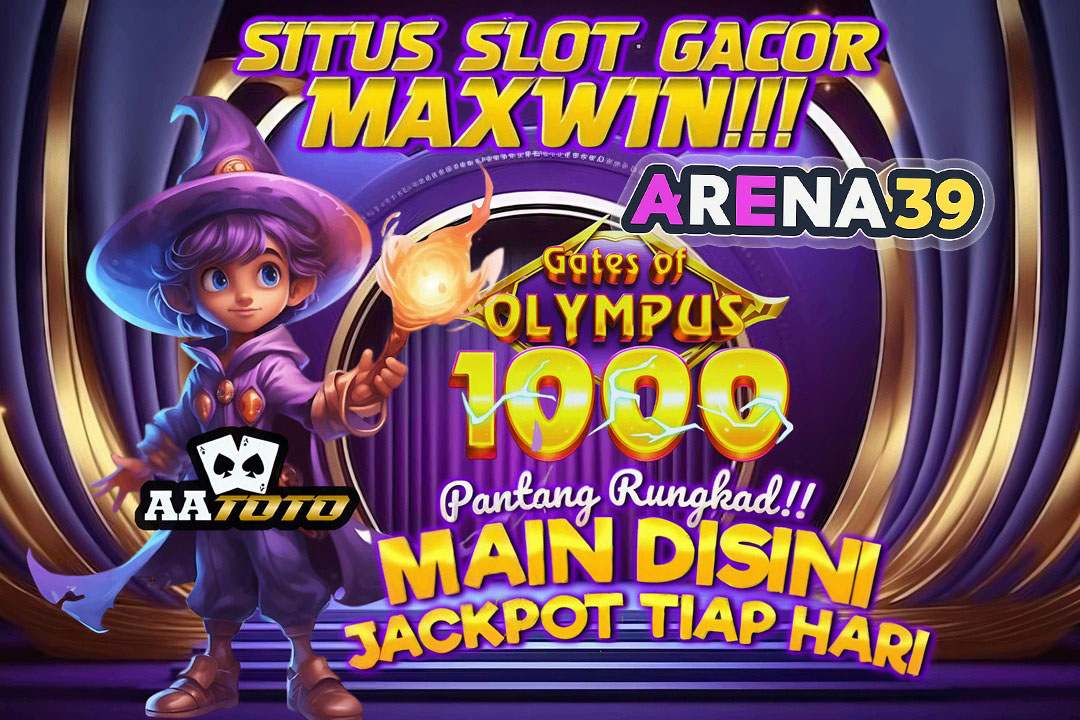 SITUS SLOT GACOR
MAXWIN!!!
ARENA39
Gates of
OLYMPUS
1000
AATOTO
Pantang Rungkad!!
MAIN DISINI
JACKPOT TIAP HARI